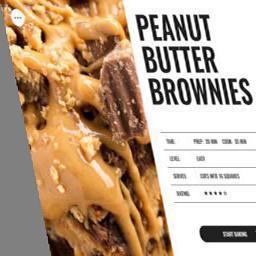 PEANUT
BUTTER
BROWNIES
TIME: PREP: 20 MIN COOK: 35 MIN
LEVEL: EASY
SERVES: CUTS INTO 16 SQUARES
RATING: ★★★★☆
START BAKING